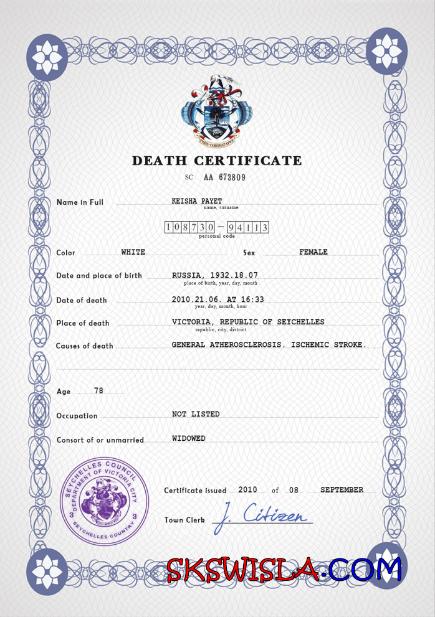 DEATH CERTIFICATE
SC AA 673809
Name in Full KEISHA PAYET
name, surname
108730-94113
personal code
Color WHITE Sex FEMALE
Date and place of birth RUSSIA, 1932.18.07
place of birth, year, day, month
Date of death 2010.21.06. AT 16:33
year, day, month, hour
Place of death VICTORIA, REPUBLIC OF SEYCHELLES
republic, city, district
Causes of death GENERAL ATHEROSCLEROSIS. ISCHEMIC STROKE.
Age 78
Occupation NOT LISTED
Consort of or unmarried WIDOWED
SEYCHELLES COUNCIL
DEPARTMENT OF VICTORIA CITY
3 3
SEYCHELLES COUNTRY
Certificate issued 2010 of 08 SEPTEMBER
Town Clerk J. Citizen
SKSWISLA.COM